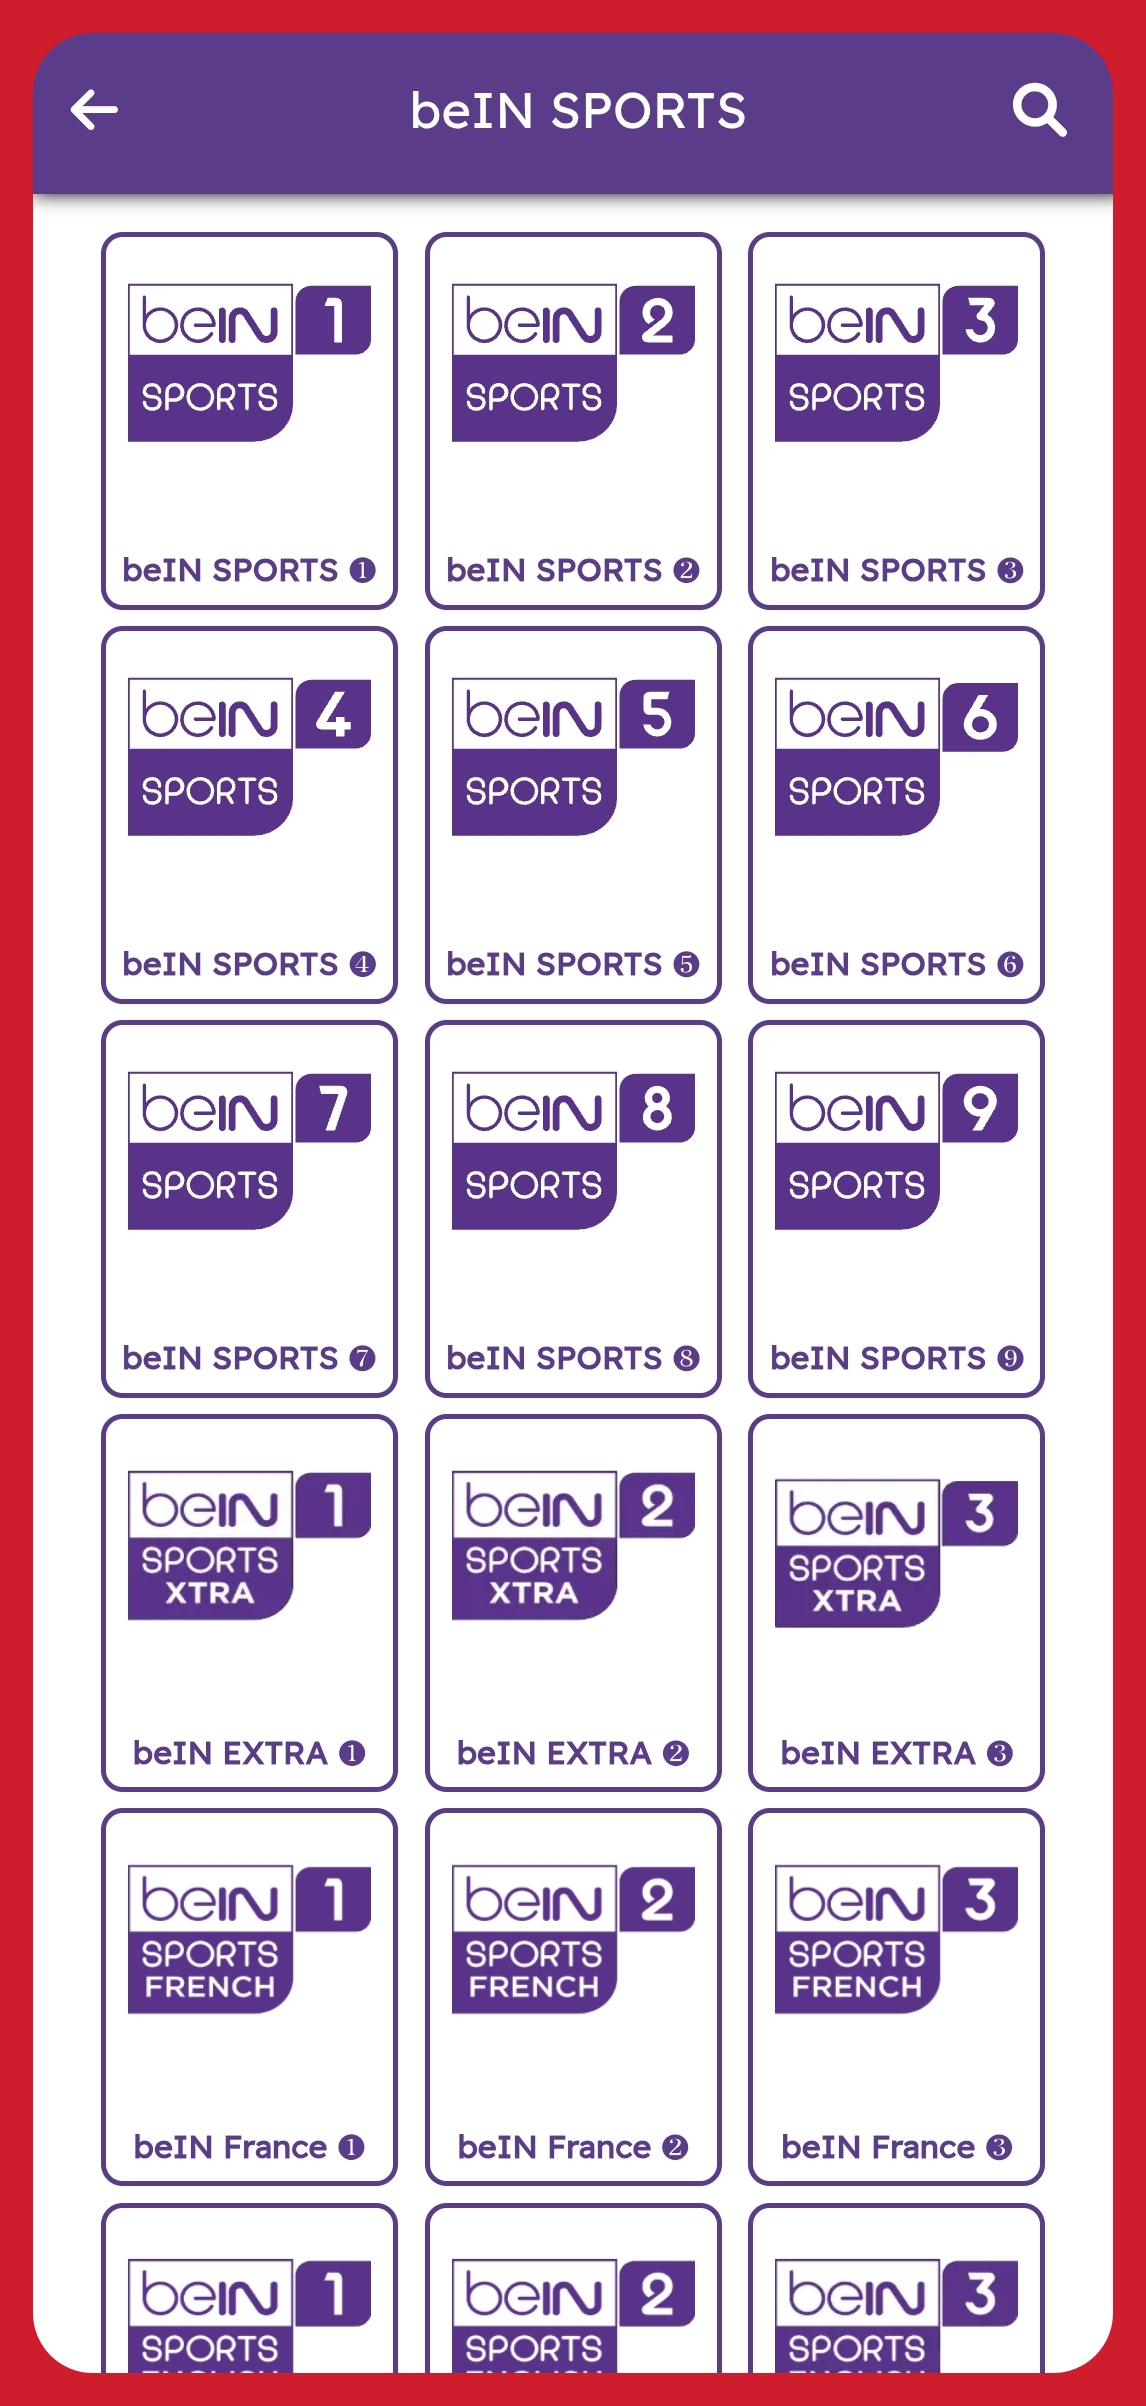 beIN SPORTS
beIN 1 beIN 2 beIN 3
SPORTS SPORTS SPORTS
beIN SPORTS ❶ beIN SPORTS ❷ beIN SPORTS ❸
beIN 4 beIN 5 beIN 6
SPORTS SPORTS SPORTS
beIN SPORTS ❹ beIN SPORTS ❺ beIN SPORTS ❻
beIN 7 beIN 8 beIN 9
SPORTS SPORTS SPORTS
beIN SPORTS ❼ beIN SPORTS ❽ beIN SPORTS ❾
beIN 1 beIN 2 beIN 3
SPORTS SPORTS SPORTS
XTRA XTRA XTRA
beIN EXTRA ❶ beIN EXTRA ❷ beIN EXTRA ❸
beIN 1 beIN 2 beIN 3
SPORTS SPORTS SPORTS
FRENCH FRENCH FRENCH
beIN France ❶ beIN France ❷ beIN France ❸
beIN 1 beIN 2 beIN 3
SPORTS SPORTS SPORTS